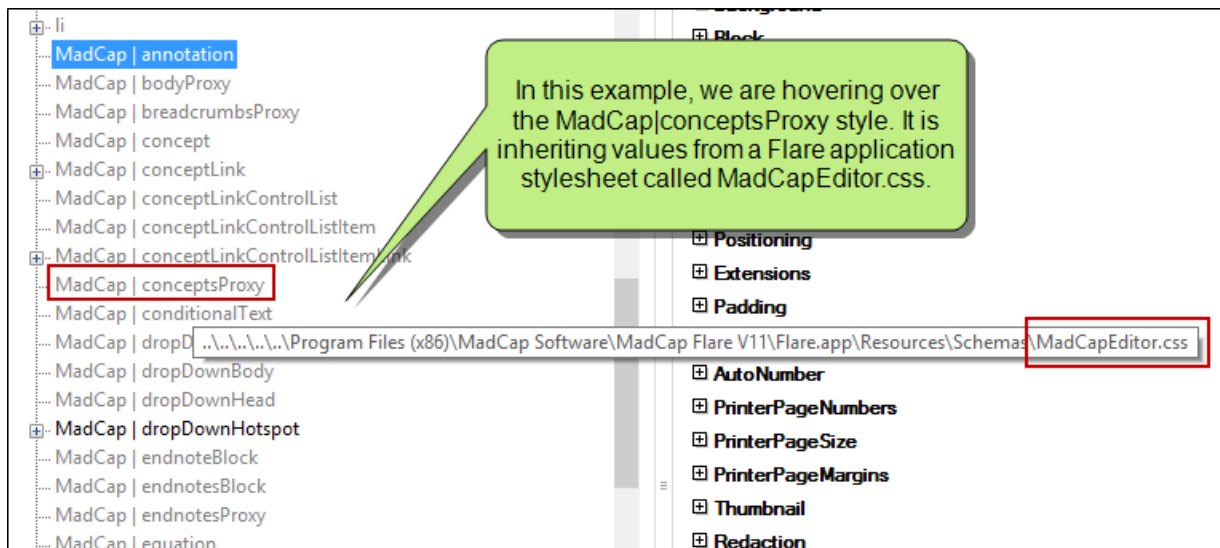 li
MadCap | annotation
MadCap | bodyProxy
MadCap | breadcrumbsProxy
MadCap | concept
MadCap | conceptLink
MadCap | conceptLinkControlList
MadCap | conceptLinkControlListItem
MadCap | conceptLinkControlListItemLink
MadCap | conceptsProxy
MadCap | conditionalText
MadCap | dropD
MadCap | dropDownBody
MadCap | dropDownHead
MadCap | dropDownHotspot
MadCap | endnoteBlock
MadCap | endnotesBlock
MadCap | endnotesProxy
MadCap | equation
In this example, we are hovering over
the MadCap|conceptsProxy style. It is
inheriting values from a Flare application
stylesheet called MadCapEditor.css.
..\..\..\..\..\Program Files (x86)\MadCap Software\MadCap Flare V11\Flare.app\Resources\Schemas\MadCapEditor.css
Background
Block
Positioning
Extensions
Padding
AutoNumber
PrinterPageNumbers
PrinterPageSize
PrinterPageMargins
Thumbnail
Redaction